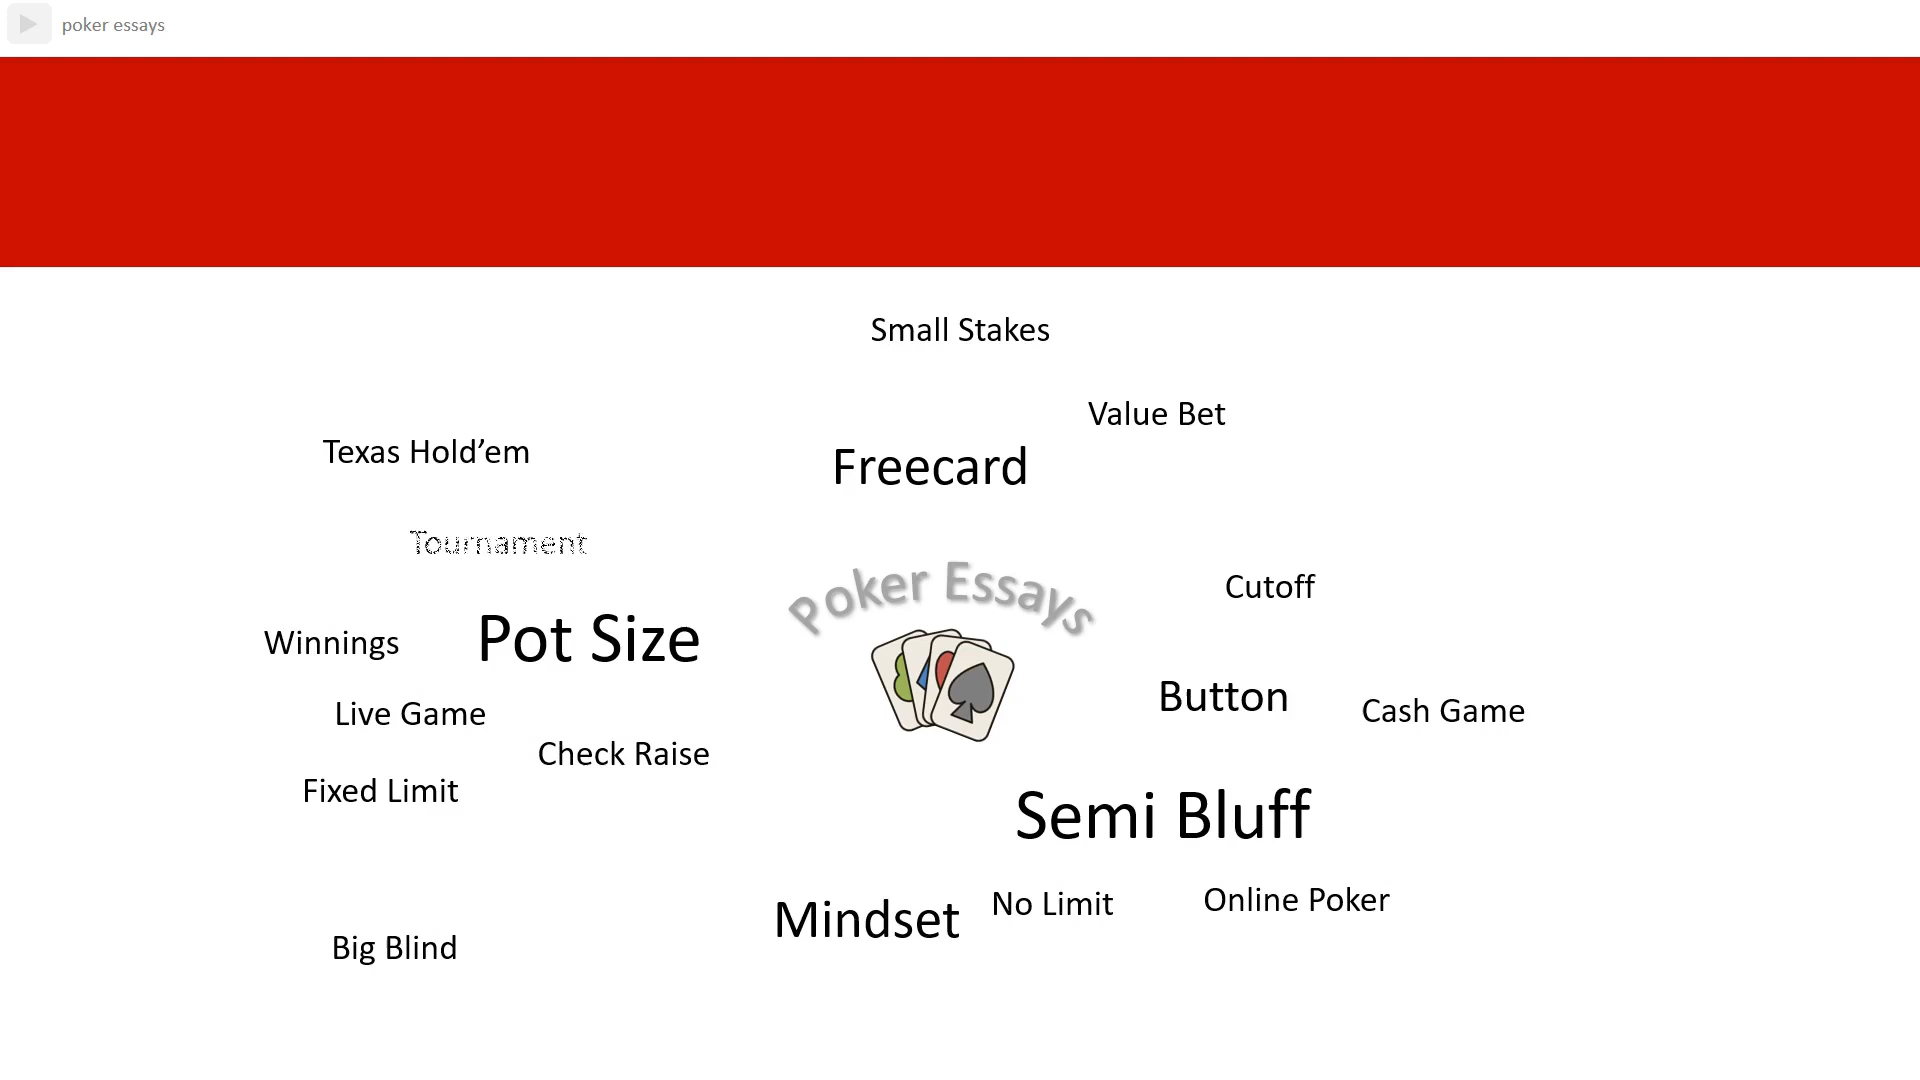 poker essays
Small Stakes
Value Bet
Texas Hold’em
Freecard
Tournament
Poker Essays
Cutoff
Winnings
Pot Size
Button
Cash Game
Live Game
Check Raise
Fixed Limit
Semi Bluff
Mindset
No Limit
Online Poker
Big Blind